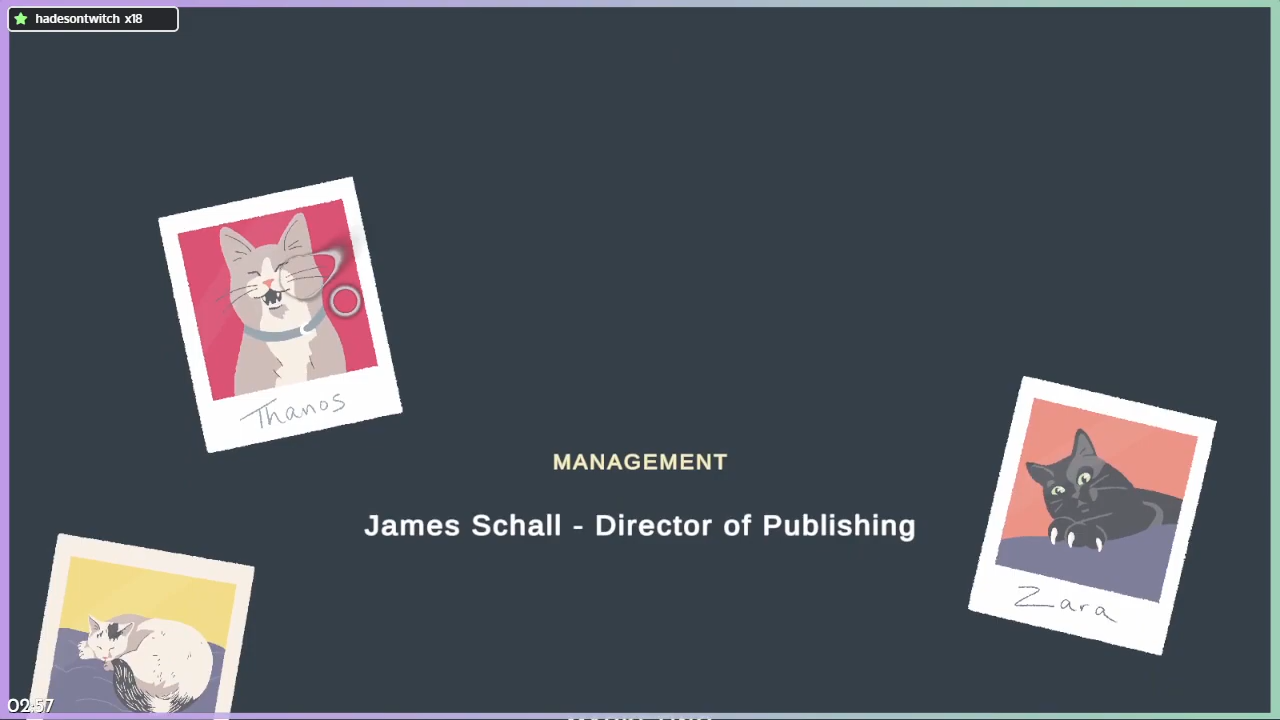 hadesontwitch x18
Thanos
MANAGEMENT
James Schall - Director of Publishing
Zara
02:57